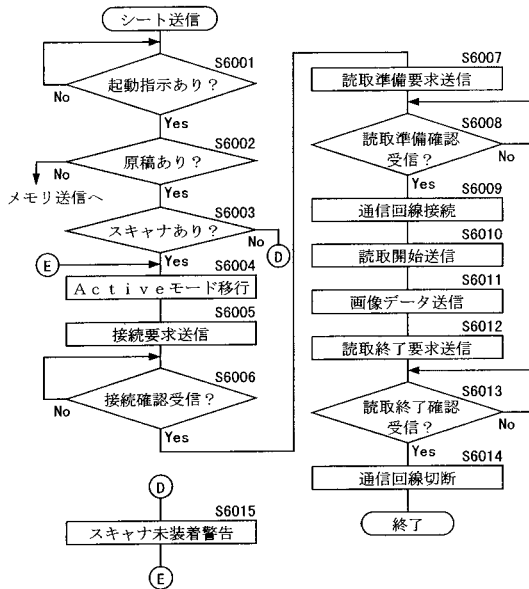 シート送信
S6001
起動指示あり？
No
Yes
S6002
原稿あり？
No
Yes
メモリ送信へ
S6003
スキャナあり？
No
D
E
Yes
S6004
Ａｃｔｉｖｅモード移行
S6005
接続要求送信
S6006
接続確認受信？
No
Yes
D
S6015
スキャナ未装着警告
E
S6007
読取準備要求送信
S6008
読取準備確認
受信？
No
Yes
S6009
通信回線接続
S6010
読取開始送信
S6011
画像データ送信
S6012
読取終了要求送信
S6013
読取終了確認
受信？
No
Yes
S6014
通信回線切断
終了